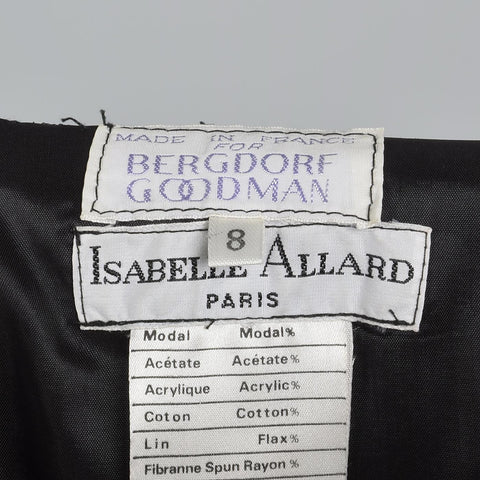 MADE IN FRANCE
FOR
BERGDORF
GOODMAN
8
ISABELLE ALLARD
PARIS
Modal Modal%
Acétate Acétate%
Acrylique Acrylic%
Coton Cotton%
Lin Flax%
Fibranne Spun Rayon %